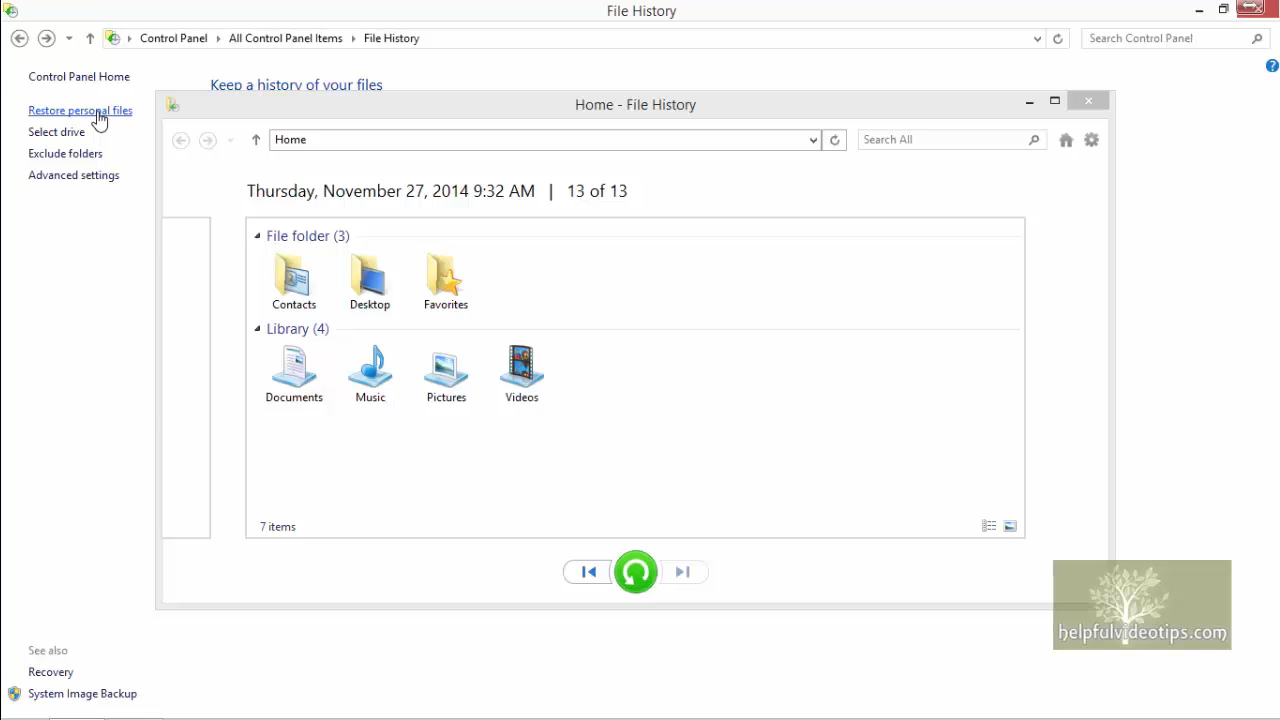 File History
Control Panel
All Control Panel Items
File History
Search Control Panel
Control Panel Home
Restore personal files
Select drive
Exclude folders
Advanced settings
Keep a history of your files
Home - File History
Home
Search All
Thursday, November 27, 2014 9:32 AM | 13 of 13
File folder (3)
Contacts
Desktop
Favorites
Library (4)
Documents
Music
Pictures
Videos
7 items
helpfulvideotips.com
See also
Recovery
System Image Backup